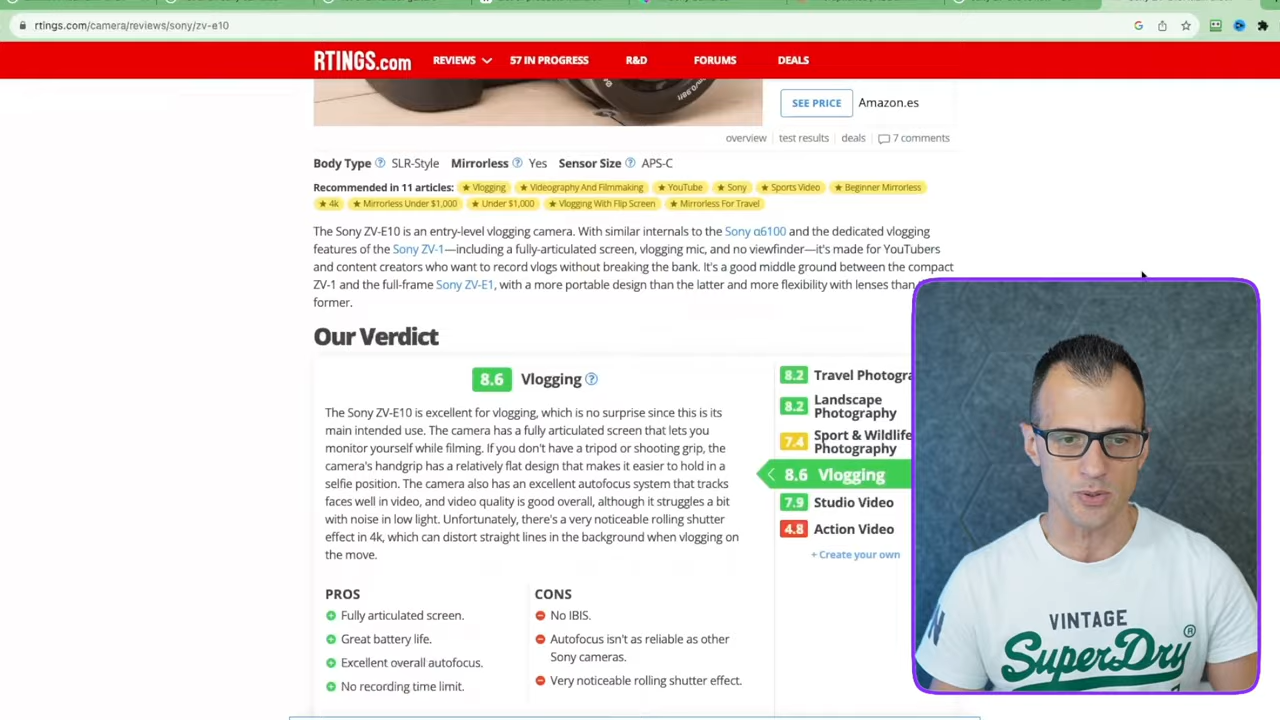 rtings.com/camera/reviews/sony/zv-e10
RTINGS.com
REVIEWS
57 IN PROGRESS
R&D
FORUMS
DEALS
SEE PRICE Amazon.es
overview test results deals 7 comments
Body Type SLR-Style Mirrorless Yes Sensor Size APS-C
Recommended in 11 articles: ★ Vlogging ★ Videography And Filmmaking ★ YouTube ★ Sony ★ Sports Video ★ Beginner Mirrorless
★ 4k ★ Mirrorless Under $1,000 ★ Under $1,000 ★ Vlogging With Flip Screen ★ Mirrorless For Travel
The Sony ZV-E10 is an entry-level vlogging camera. With similar internals to the Sony α6100 and the dedicated vlogging
features of the Sony ZV-1—including a fully-articulated screen, vlogging mic, and no viewfinder—it's made for YouTubers
and content creators who want to record vlogs without breaking the bank. It's a good middle ground between the compact
ZV-1 and the full-frame Sony ZV-E1, with a more portable design than the latter and more flexibility with lenses than
former.
Our Verdict
8.6 Vlogging
The Sony ZV-E10 is excellent for vlogging, which is no surprise since this is its
main intended use. The camera has a fully articulated screen that lets you
monitor yourself while filming. If you don't have a tripod or shooting grip, the
camera's handgrip has a relatively flat design that makes it easier to hold in a
selfie position. The camera also has an excellent autofocus system that tracks
faces well in video, and video quality is good overall, although it struggles a bit
with noise in low light. Unfortunately, there's a very noticeable rolling shutter
effect in 4k, which can distort straight lines in the background when vlogging on
the move.
PROS
Fully articulated screen.
Great battery life.
Excellent overall autofocus.
No recording time limit.
CONS
No IBIS.
Autofocus isn't as reliable as other
Sony cameras.
Very noticeable rolling shutter effect.
8.2 Travel Photogra
8.2 Landscape
Photography
7.4 Sport & Wildlife
Photography
8.6 Vlogging
7.9 Studio Video
4.8 Action Video
+ Create your own
VINTAGE
SuperDry®